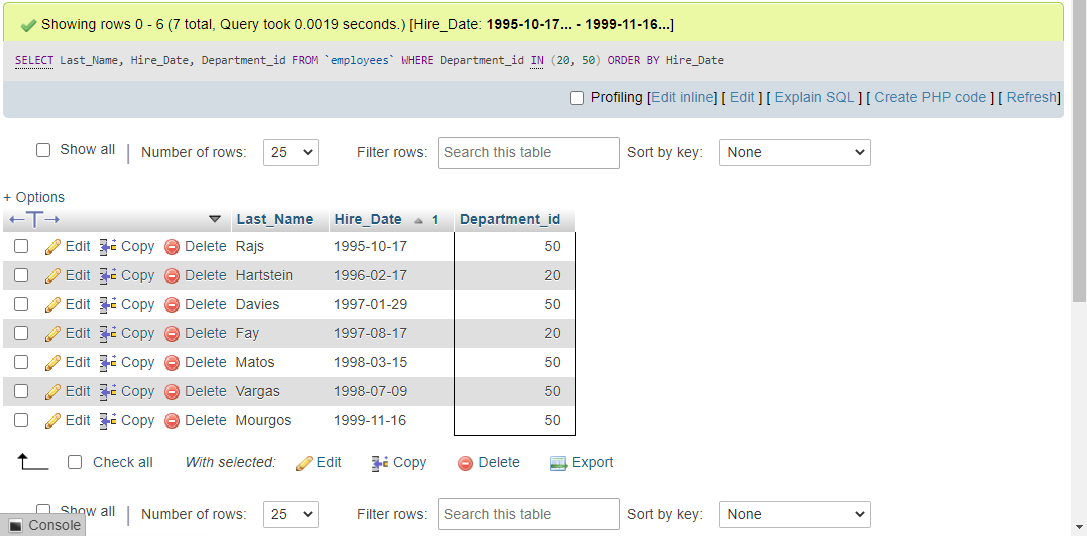 Showing rows 0 - 6 (7 total, Query took 0.0019 seconds.) [Hire_Date: 1995-10-17... - 1999-11-16...]
SELECT Last_Name, Hire_Date, Department_id FROM `employees` WHERE Department_id IN (20, 50) ORDER BY Hire_Date
Profiling [Edit inline] [ Edit ] [ Explain SQL ] [ Create PHP code ] [ Refresh]
Show all | Number of rows: 25 Filter rows: Search this table Sort by key: None
+ Options
←T→ Last_Name Hire_Date 1 Department_id
Edit Copy Delete Rajs 1995-10-17 50
Edit Copy Delete Hartstein 1996-02-17 20
Edit Copy Delete Davies 1997-01-29 50
Edit Copy Delete Fay 1997-08-17 20
Edit Copy Delete Matos 1998-03-15 50
Edit Copy Delete Vargas 1998-07-09 50
Edit Copy Delete Mourgos 1999-11-16 50
Check all With selected: Edit Copy Delete Export
Show all | Number of rows: 25 Filter rows: Search this table Sort by key: None
Console